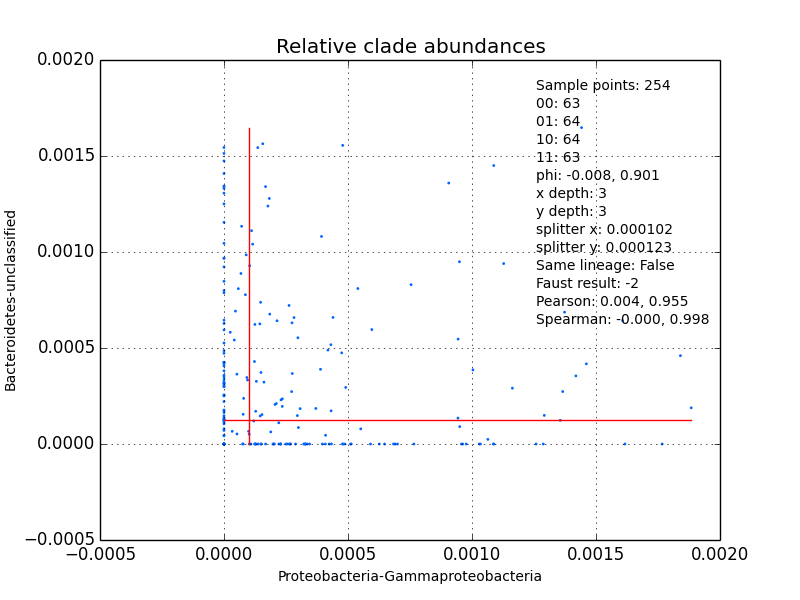 Relative clade abundances
0.0020
0.0015
0.0010
0.0005
0.0000
−0.0005
Bacteroidetes-unclassified
Sample points: 254
00: 63
01: 64
10: 64
11: 63
phi: -0.008, 0.901
x depth: 3
y depth: 3
splitter x: 0.000102
splitter y: 0.000123
Same lineage: False
Faust result: -2
Pearson: 0.004, 0.955
Spearman: -0.000, 0.998
−0.0005 0.0000 0.0005 0.0010 0.0015 0.0020
Proteobacteria-Gammaproteobacteria